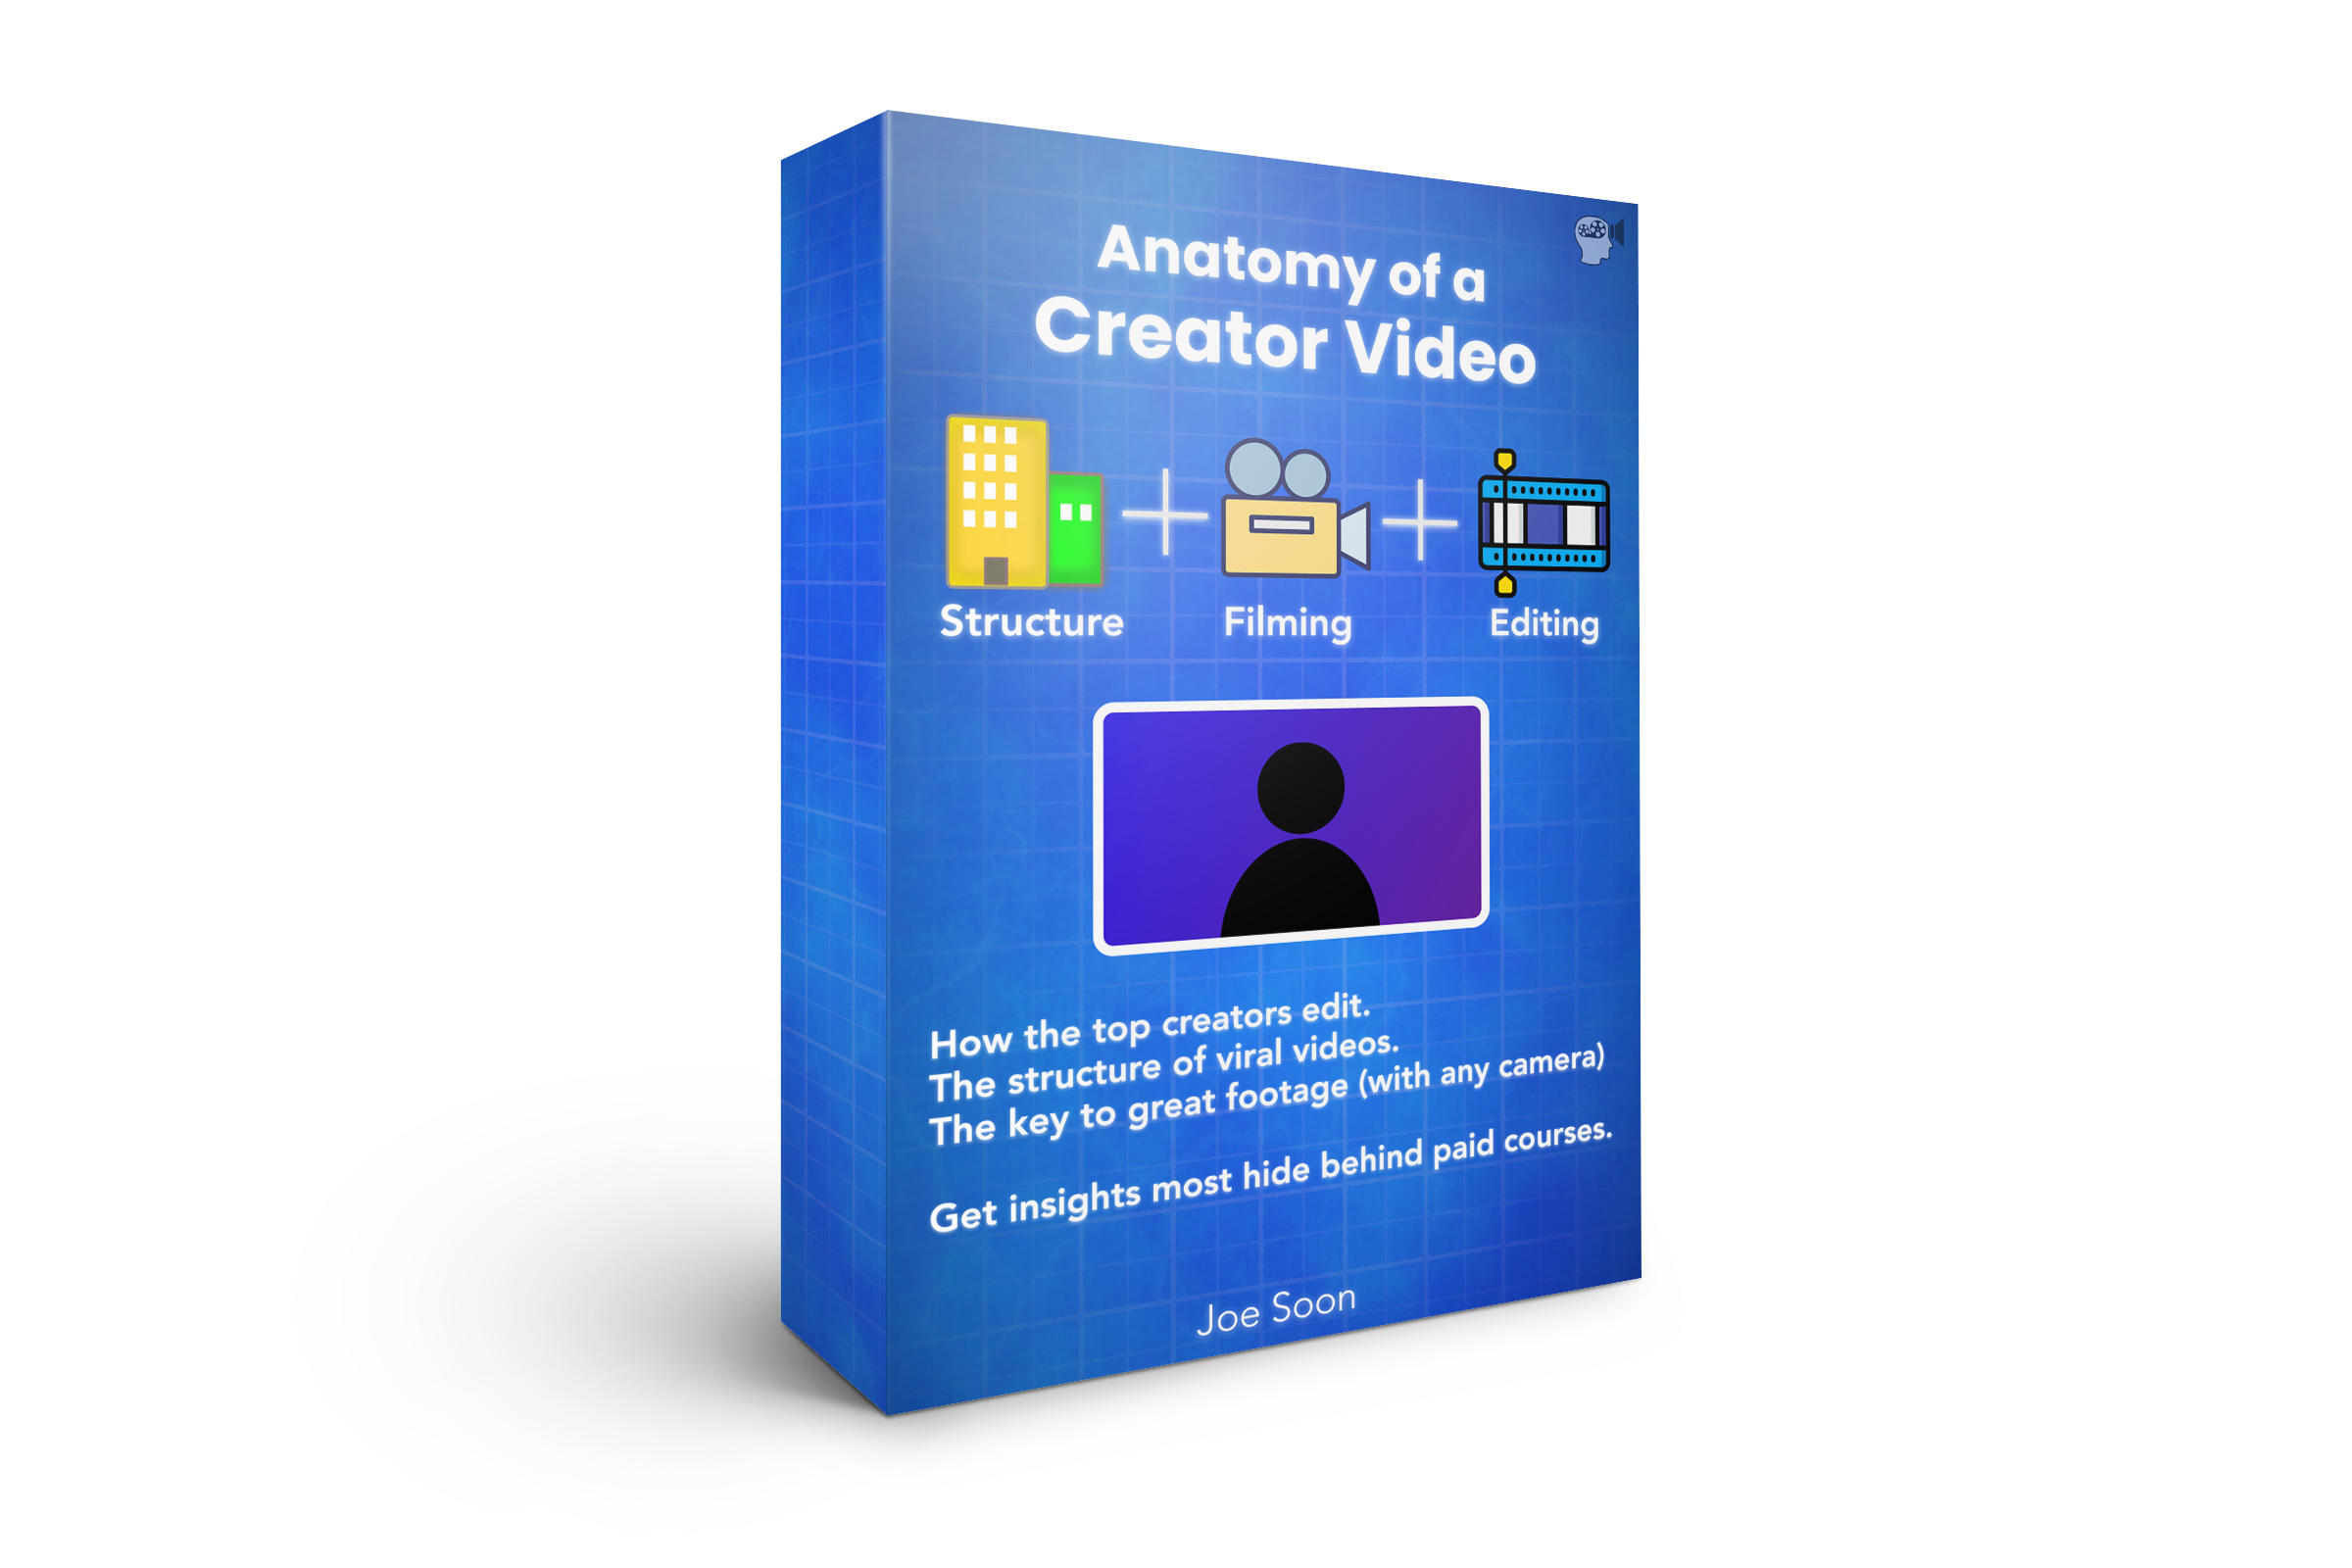 Anatomy of a
Creator Video
Structure
Filming
Editing
How the top creators edit.
The structure of viral videos.
The key to great footage (with any camera)
Get insights most hide behind paid courses.
Joe Soon